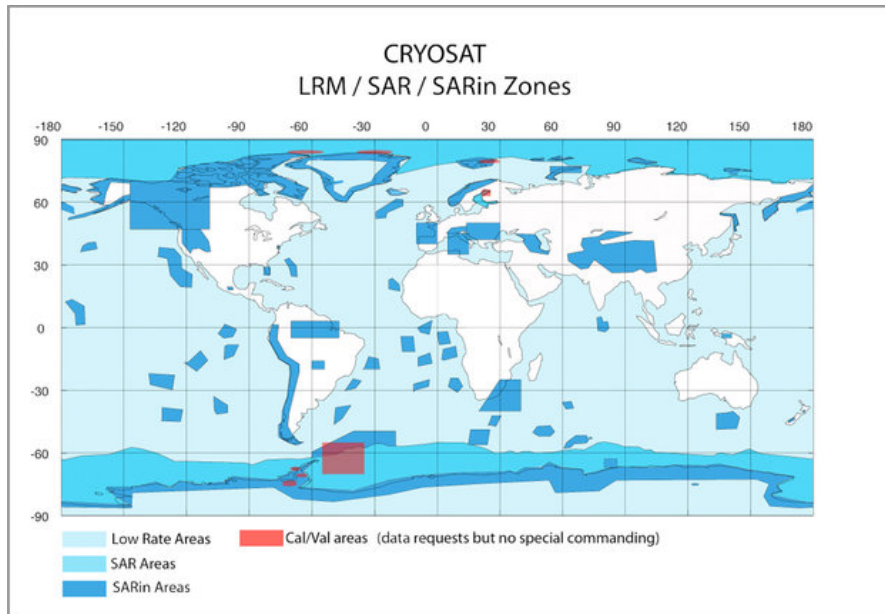 CRYOSAT
LRM / SAR / SARin Zones
-180 -150 -120 -90 -60 -30 0 30 60 90 120 150 180
90
60
30
0
-30
-60
-90
Low Rate Areas
Cal/Val areas (data requests but no special commanding)
SAR Areas
SARin Areas